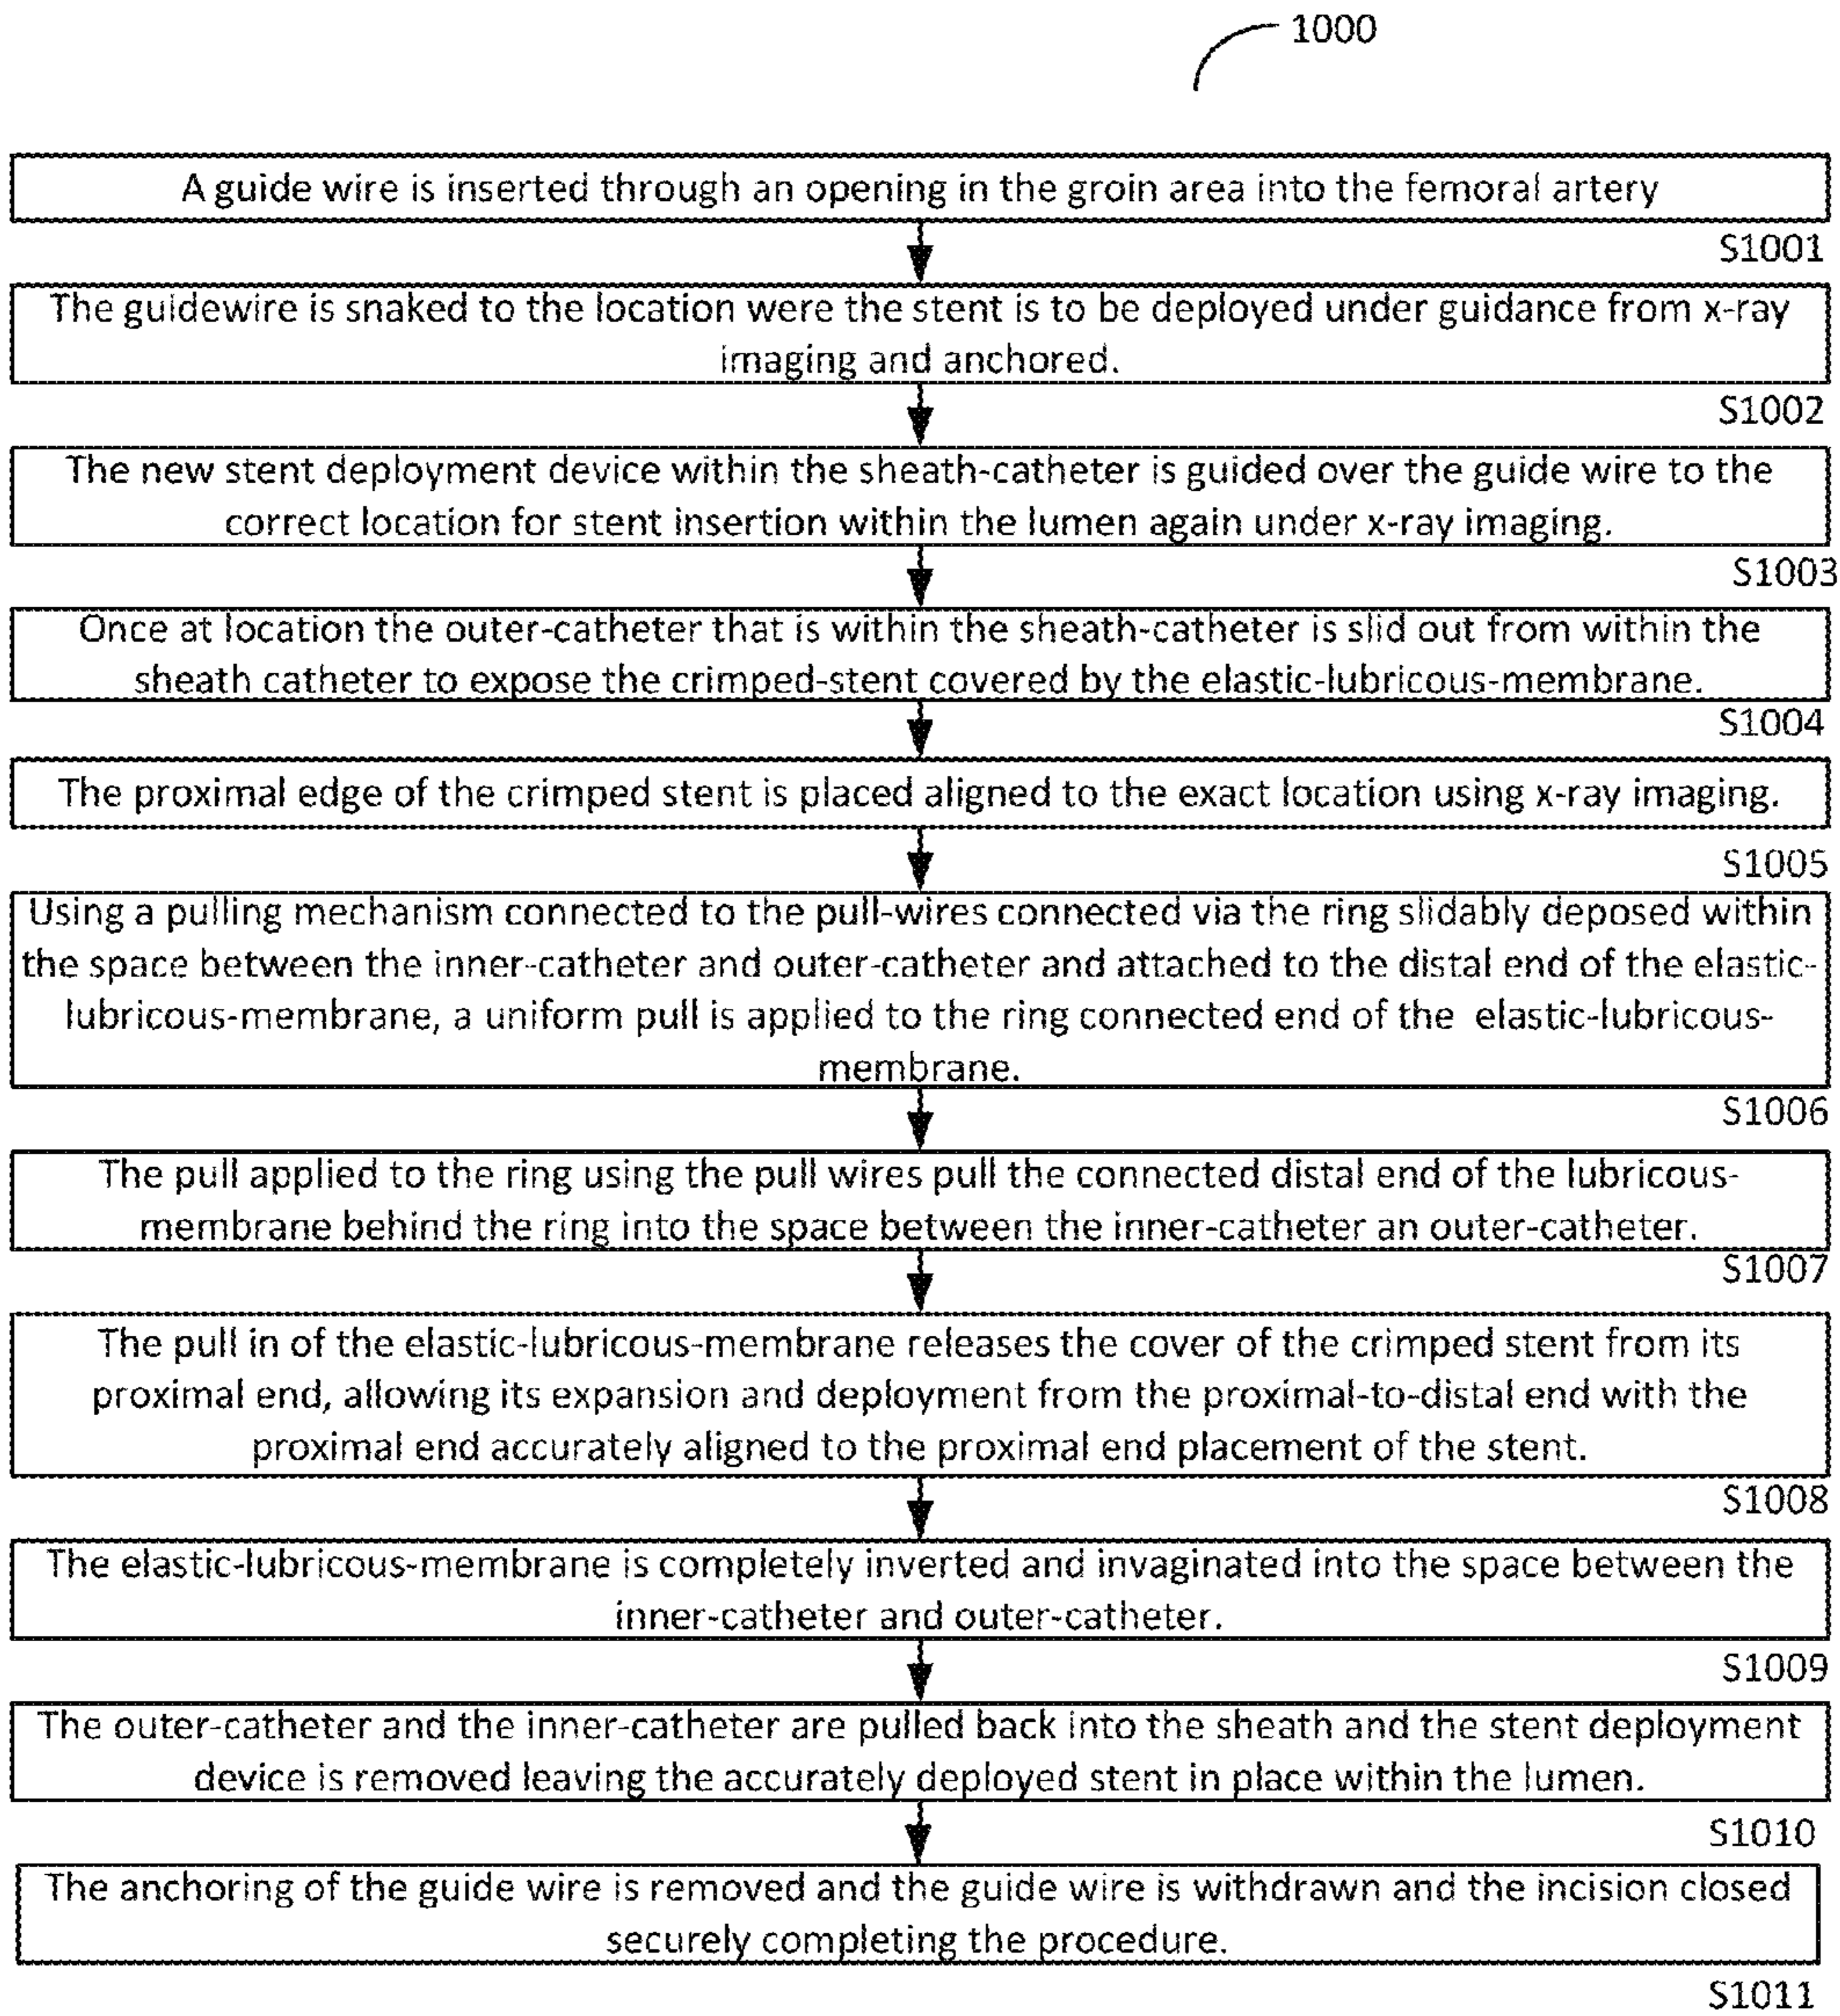 1000
A guide wire is inserted through an opening in the groin area into the femoral artery
S1001
The guidewire is snaked to the location were the stent is to be deployed under guidance from x-ray
imaging and anchored.
S1002
The new stent deployment device within the sheath-catheter is guided over the guide wire to the
correct location for stent insertion within the lumen again under x-ray imaging.
S1003
Once at location the outer-catheter that is within the sheath-catheter is slid out from within the
sheath catheter to expose the crimped-stent covered by the elastic-lubricous-membrane.
S1004
The proximal edge of the crimped stent is placed aligned to the exact location using x-ray imaging.
S1005
Using a pulling mechanism connected to the pull-wires connected via the ring slidably deposed within
the space between the inner-catheter and outer-catheter and attached to the distal end of the elastic-
lubricous-membrane, a uniform pull is applied to the ring connected end of the elastic-lubricous-
membrane.
S1006
The pull applied to the ring using the pull wires pull the connected distal end of the lubricous-
membrane behind the ring into the space between the inner-catheter an outer-catheter.
S1007
The pull in of the elastic-lubricous-membrane releases the cover of the crimped stent from its
proximal end, allowing its expansion and deployment from the proximal-to-distal end with the
proximal end accurately aligned to the proximal end placement of the stent.
S1008
The elastic-lubricous-membrane is completely inverted and invaginated into the space between the
inner-catheter and outer-catheter.
S1009
The outer-catheter and the inner-catheter are pulled back into the sheath and the stent deployment
device is removed leaving the accurately deployed stent in place within the lumen.
S1010
The anchoring of the guide wire is removed and the guide wire is withdrawn and the incision closed
securely completing the procedure.
S1011